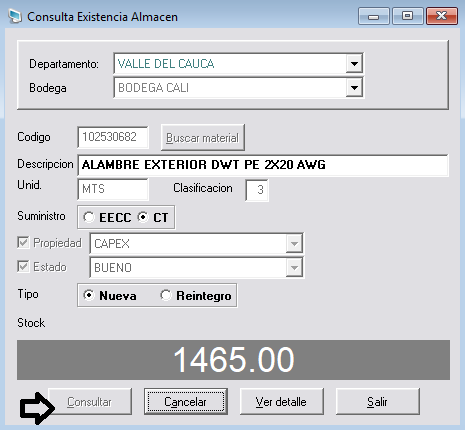 Consulta Existencia Almacen
Departamento: VALLE DEL CAUCA
Bodega BODEGA CALI
Codigo 102530682 Buscar material
Descripcion ALAMBRE EXTERIOR DWT PE 2X20 AWG
Unid. MTS Clasificacion 3
Suministro EECC CT
Propiedad CAPEX
Estado BUENO
Tipo Nueva Reintegro
Stock
1465.00
Consultar Cancelar Ver detalle Salir